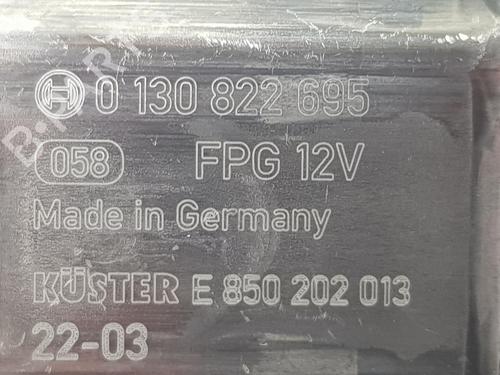 0 130 822 695
058 FPG 12V
Made in Germany
KÜSTER E 850 202 013
22-03